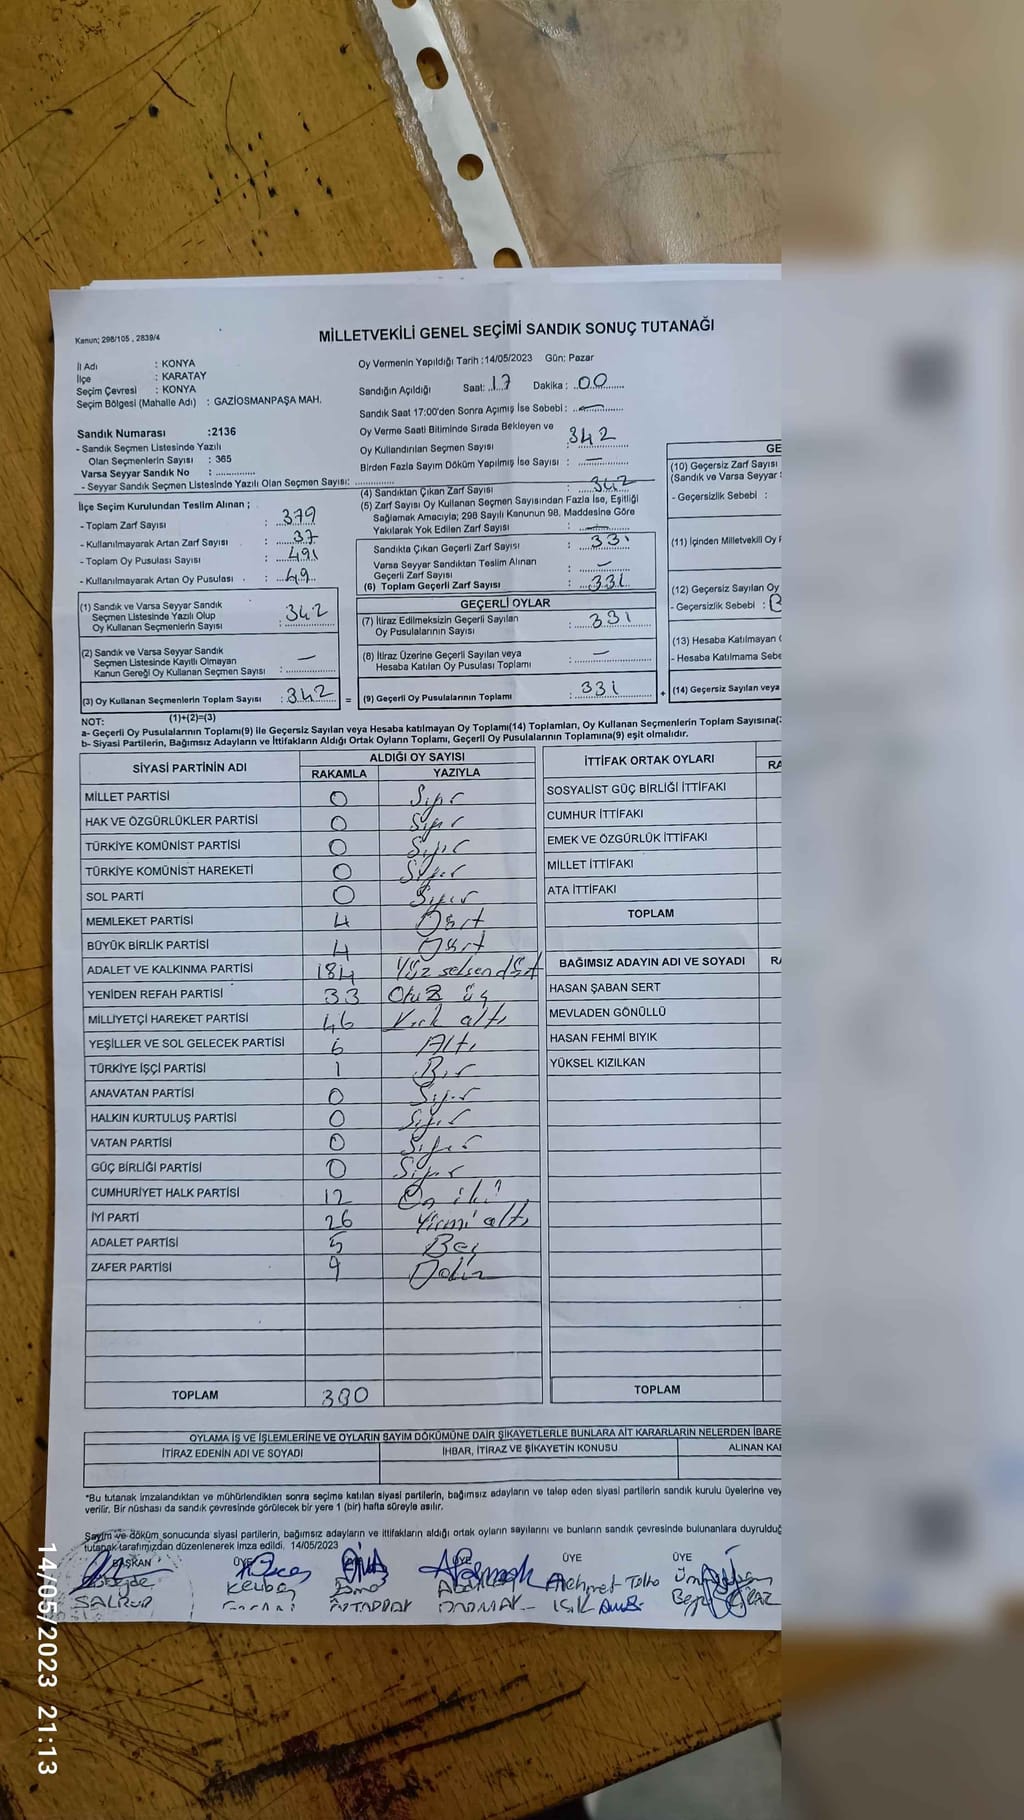 Kanun; 298/105 , 2839/4
MİLLETVEKİLİ GENEL SEÇİMİ SANDIK SONUÇ TUTANAĞI
İl Adı : KONYA
İlçe : KARATAY
Seçim Çevresi : KONYA
Seçim Bölgesi (Mahalle Adı) : GAZİOSMANPAŞA MAH.
Oy Vermenin Yapıldığı Tarih :14/05/2023 Gün: Pazar
Sandığın Açıldığı Saat: 17 Dakika : 00
Sandık Saat 17:00'den Sonra Açımış İse Sebebi : —
Oy Verme Saati Bitiminde Sırada Bekleyen ve
Oy Kullandırılan Seçmen Sayısı : 342
Birden Fazla Sayım Döküm Yapılmış İse Sayısı : —
Sandık Numarası :2136
- Sandık Seçmen Listesinde Yazılı
Olan Seçmenlerin Sayısı : 365
Varsa Seyyar Sandık No : ..............
- Seyyar Sandık Seçmen Listesinde Yazılı Olan Seçmen Sayısı: ..............
İlçe Seçim Kurulundan Teslim Alınan ;
- Toplam Zarf Sayısı : 379
- Kullanılmayarak Artan Zarf Sayısı : 37
- Toplam Oy Pusulası Sayısı : 491
- Kullanılmayarak Artan Oy Pusulası : 49
(4) Sandıktan Çıkan Zarf Sayısı : 342
(5) Zarf Sayısı Oy Kullanan Seçmen Sayısından Fazla İse, Eşitliği
Sağlamak Amacıyla; 298 Sayılı Kanunun 98. Maddesine Göre
Yakılarak Yok Edilen Zarf Sayısı : —
Sandıkta Çıkan Geçerli Zarf Sayısı : 331
Varsa Seyyar Sandıktan Teslim Alınan
Geçerli Zarf Sayısı : —
(6) Toplam Geçerli Zarf Sayısı : 331
(1) Sandık ve Varsa Seyyar Sandık
Seçmen Listesinde Yazılı Olup
Oy Kullanan Seçmenlerin Sayısı : 342
(2) Sandık ve Varsa Seyyar Sandık
Seçmen Listesinde Kayıtlı Olmayan
Kanun Gereği Oy Kullanan Seçmen Sayısı : —
(3) Oy Kullanan Seçmenlerin Toplam Sayısı : 342
(1)+(2)=(3)
GEÇERLİ OYLAR
(7) İtiraz Edilmeksizin Geçerli Sayılan
Oy Pusulalarının Sayısı : 331
(8) İtiraz Üzerine Geçerli Sayılan veya
Hesaba Katılan Oy Pusulası Toplamı : —
= (9) Geçerli Oy Pusulalarının Toplamı : 331 +
GE
(10) Geçersiz Zarf Sayısı
(Sandık ve Varsa Seyyar
- Geçersizlik Sebebi :
(11) İçinden Milletvekili Oy
(12) Geçersiz Sayılan Oy
- Geçersizlik Sebebi :
(13) Hesaba Katılmayan
- Hesaba Katılmama Sebe
(14) Geçersiz Sayılan veya
NOT:
a- Geçerli Oy Pusulalarının Toplamı(9) ile Geçersiz Sayılan veya Hesaba katılmayan Oy Toplamı(14) Toplamları, Oy Kullanan Seçmenlerin Toplam Sayısına(
b- Siyasi Partilerin, Bağımsız Adayların ve İttifakların Aldığı Ortak Oyların Toplamı, Geçerli Oy Pusulalarının Toplamına(9) eşit olmalıdır.
SİYASİ PARTİNİN ADI
ALDIĞI OY SAYISI
RAKAMLA YAZIYLA
MİLLET PARTİSİ 0 Sıfır
HAK VE ÖZGÜRLÜKLER PARTİSİ 0 Sıfır
TÜRKİYE KOMÜNİST PARTİSİ 0 Sıfır
TÜRKİYE KOMÜNİST HAREKETİ 0 Sıfır
SOL PARTİ 0 Sıfır
MEMLEKET PARTİSİ 4 Dört
BÜYÜK BİRLİK PARTİSİ 4 Dört
ADALET VE KALKINMA PARTİSİ 184 Yüz seksen dört
YENİDEN REFAH PARTİSİ 33 Otuz üç
MİLLİYETÇİ HAREKET PARTİSİ 46 Kırk altı
YEŞİLLER VE SOL GELECEK PARTİSİ 6 Altı
TÜRKİYE İŞÇİ PARTİSİ 1 Bir
ANAVATAN PARTİSİ 0 Sıfır
HALKIN KURTULUŞ PARTİSİ 0 Sıfır
VATAN PARTİSİ 0 Sıfır
GÜÇ BİRLİĞİ PARTİSİ 0 Sıfır
CUMHURİYET HALK PARTİSİ 12 On iki
İYİ PARTİ 26 Yirmi altı
ADALET PARTİSİ 5 Beş
ZAFER PARTİSİ 9 Dokuz
TOPLAM 330
İTTİFAK ORTAK OYLARI RA
SOSYALİST GÜÇ BİRLİĞİ İTTİFAKI
CUMHUR İTTİFAKI
EMEK VE ÖZGÜRLÜK İTTİFAKI
MİLLET İTTİFAKI
ATA İTTİFAKI
TOPLAM
BAĞIMSIZ ADAYIN ADI VE SOYADI RA
HASAN ŞABAN SERT
MEVLADEN GÖNÜLLÜ
HASAN FEHMİ BIYIK
YÜKSEL KIZILKAN
TOPLAM
OYLAMA İŞ VE İŞLEMLERİNE VE OYLARIN SAYIM DÖKÜMÜNE DAİR ŞİKAYETLERLE BUNLARA AİT KARARLARIN NELERDEN İBARE
İTİRAZ EDENİN ADI VE SOYADI İHBAR, İTİRAZ VE ŞİKAYETİN KONUSU ALINAN KA
*Bu tutanak imzalandıktan ve mühürlendikten sonra seçime katılan siyasi partilerin, bağımsız adayların ve talep eden siyasi partilerin sandık kurulu üyelerine vey
verilir. Bir nüshası da sandık çevresinde görülecek bir yere 1 (bir) hafta süreyle asılır.
Sayım ve döküm sonucunda siyasi partilerin, bağımsız adayların ve ittifakların aldığı ortak oyların sayılarını ve bunların sandık çevresinde bulunanlara duyrulduğ
tutanak tarafımızdan düzenlenerek imza edildi. 14/05/2023
BAŞKAN ÜYE ÜYE ÜYE ÜYE
Mehmet
IŞIK
14/05/2023 21:13